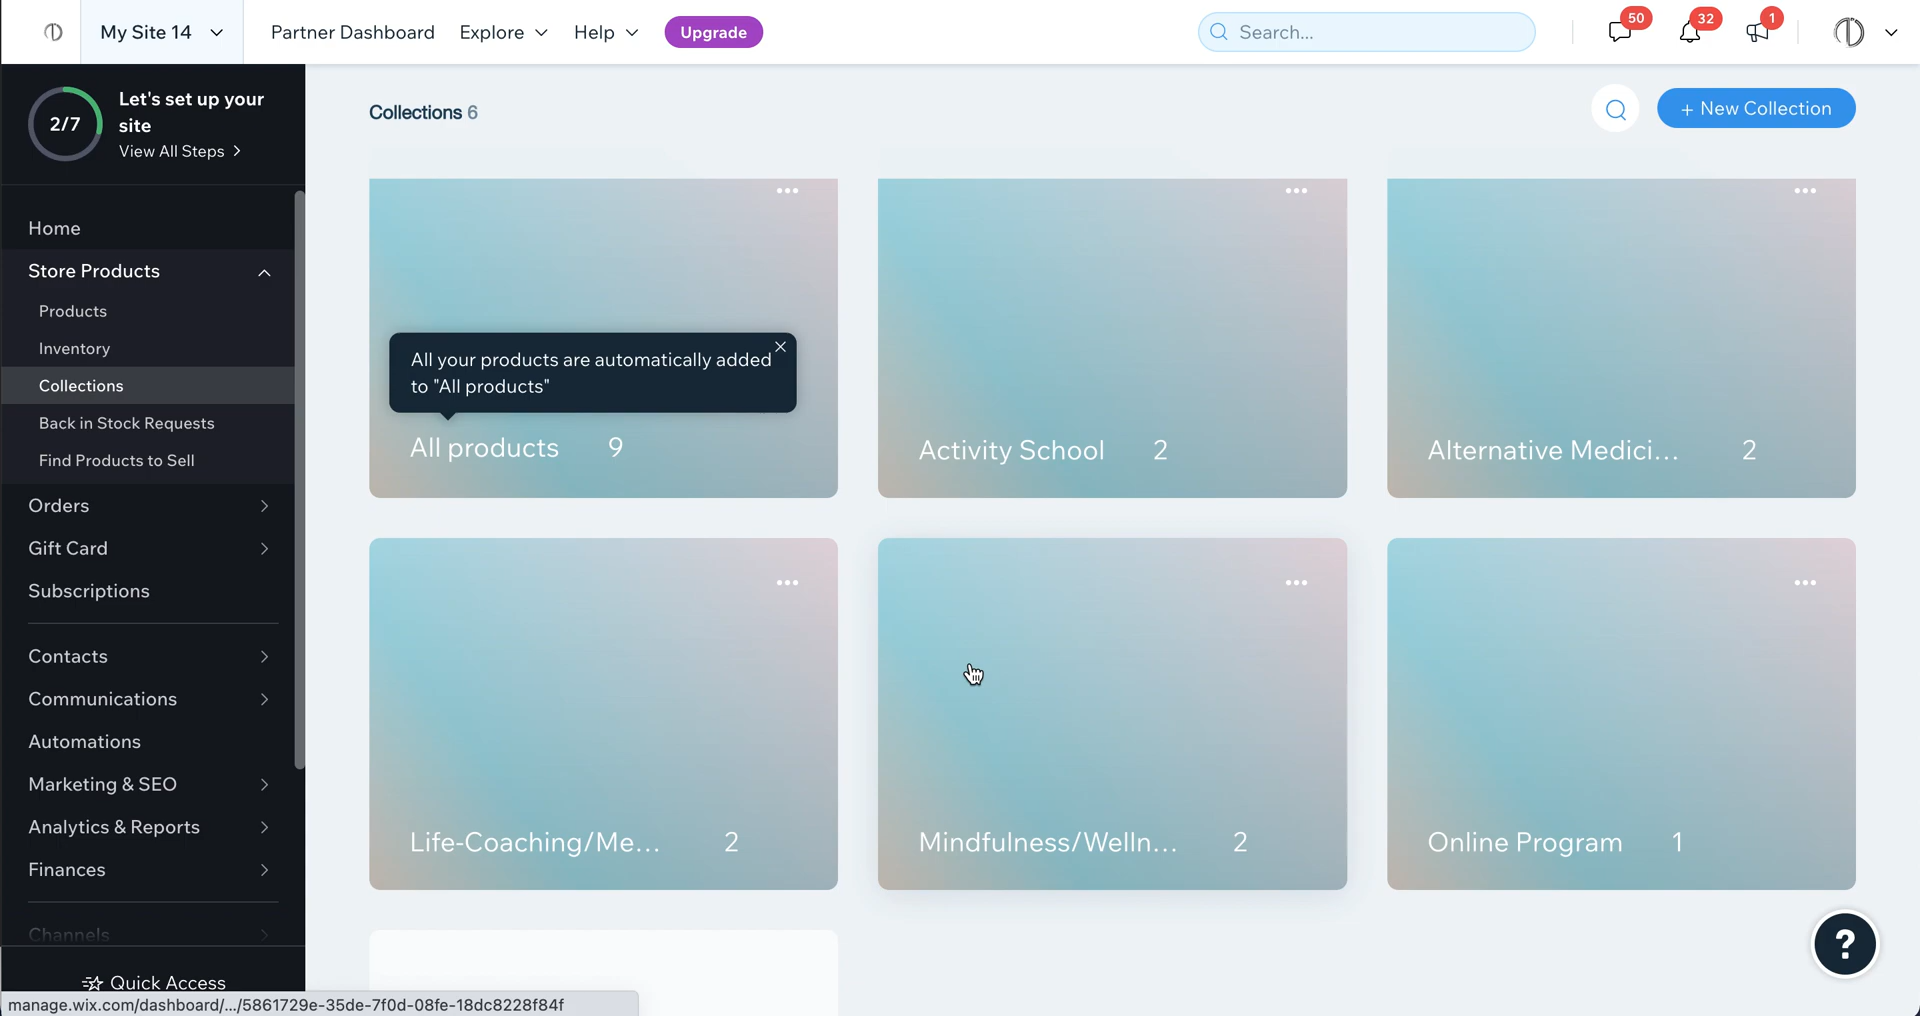 My Site 14
Partner Dashboard
Explore
Help
Upgrade
Search...
50
32
1
2/7
Let's set up your
site
View All Steps
Home
Store Products
Products
Inventory
Collections
Back in Stock Requests
Find Products to Sell
Orders
Gift Card
Subscriptions
Contacts
Communications
Automations
Marketing & SEO
Analytics & Reports
Finances
Channels
Quick Access
manage.wix.com/dashboard/.../5861729e-35de-7f0d-08fe-18dc8228f84f
Collections 6
+ New Collection
All your products are automatically added
to "All products"
All products 9
Activity School 2
Alternative Medici... 2
Life-Coaching/Me... 2
Mindfulness/Welln... 2
Online Program 1
?